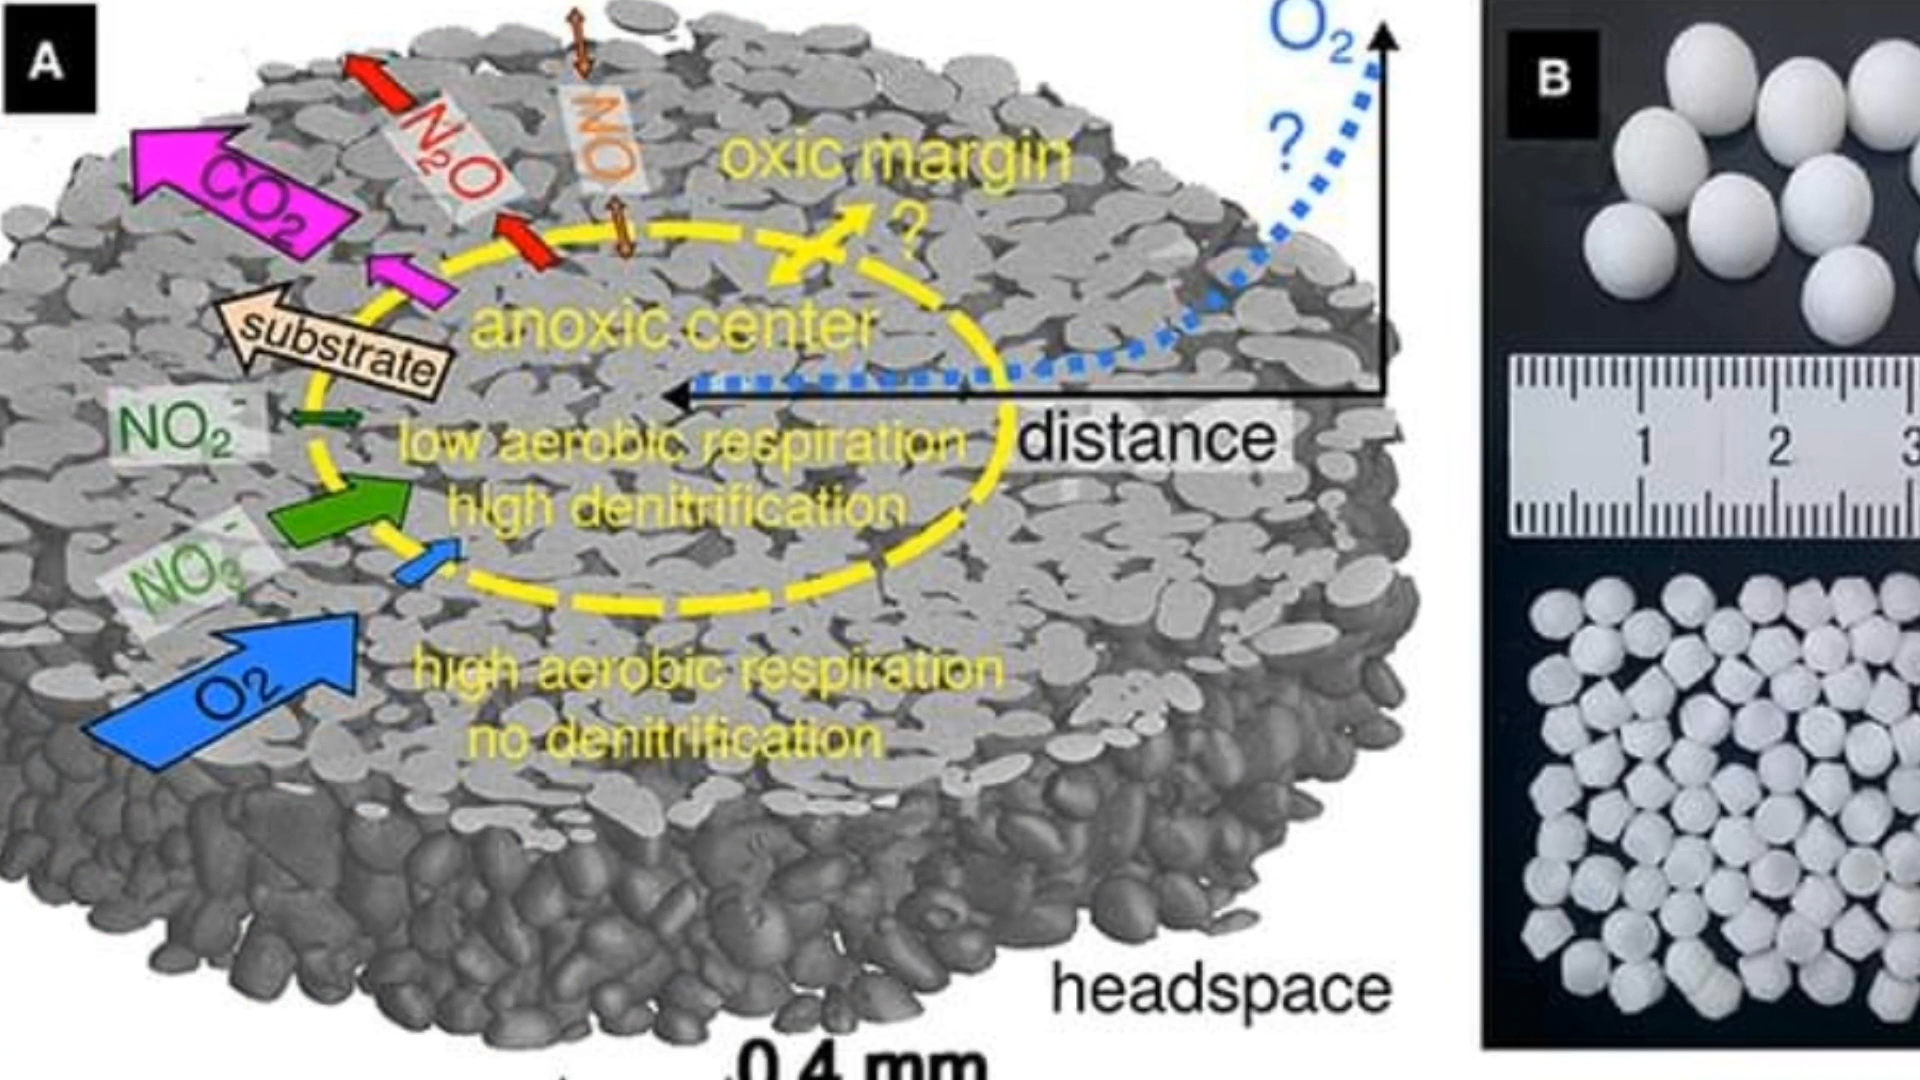 A
O2
B
N2O
NO
?
oxic margin
CO2
?
anoxic center
substrate
NO2-
distance
low aerobic respiration
high denitrification
NO3-
O2
high aerobic respiration
no denitrification
headspace
0.4 mm
1 2 3